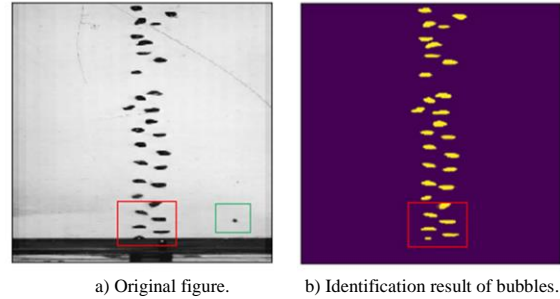 a) Original figure.
b) Identification result of bubbles.